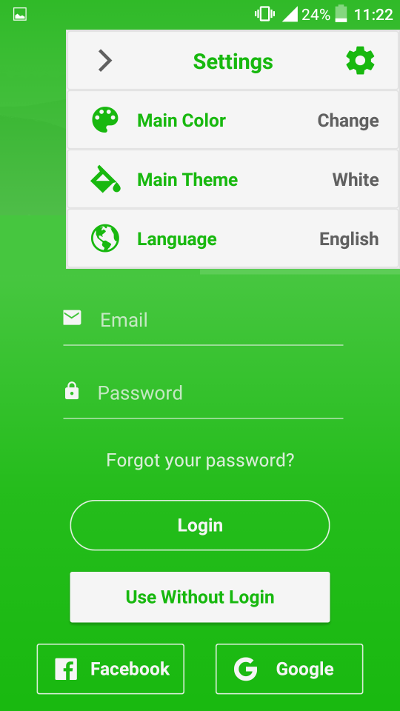 24% 11:22
Settings
Main Color Change
Main Theme White
Language English
Email
Password
Forgot your password?
Login
Use Without Login
Facebook Google